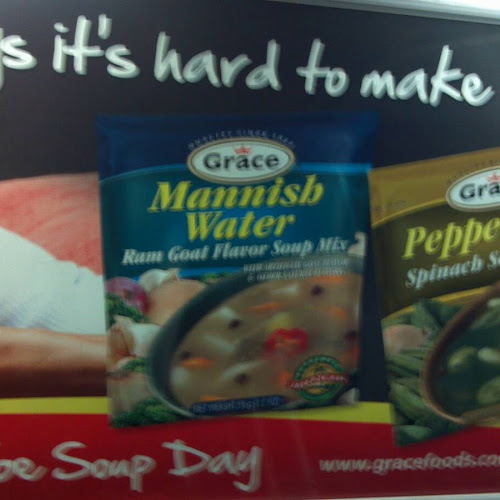 it's hard to make
QUALITY SINCE 1922
Grace
Mannish
Water
Ram Goat Flavor Soup Mix
Gra
Peppe
Spinach S
Soup Day
www.gracefoods.co